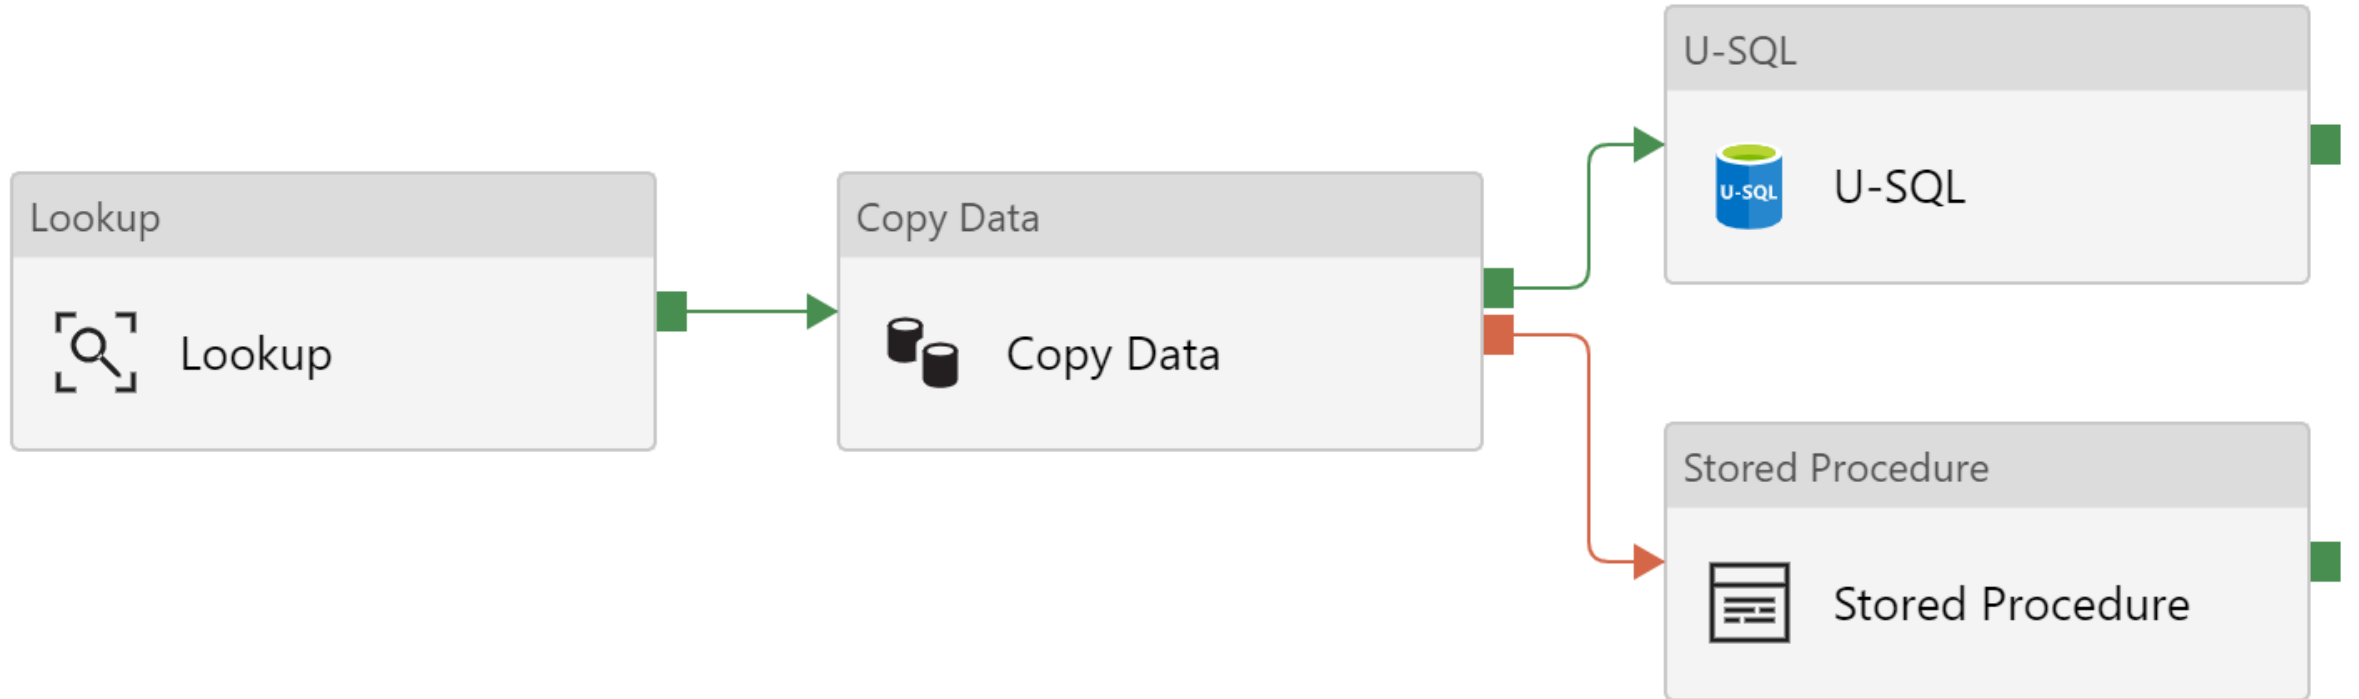 Lookup
Lookup
Copy Data
Copy Data
U-SQL
U-SQL
U-SQL
Stored Procedure
Stored Procedure